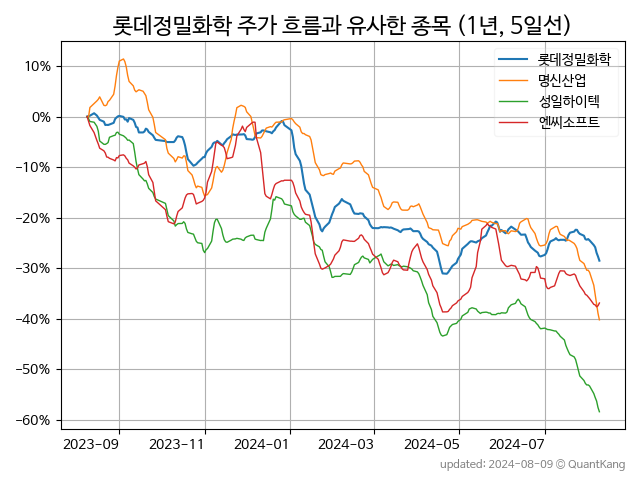 롯데정밀화학 주가 흐름과 유사한 종목 (1년, 5일선)
롯데정밀화학
명신산업
성일하이텍
엔씨소프트
10%
0%
−10%
−20%
−30%
−40%
−50%
−60%
2023-09 2023-11 2024-01 2024-03 2024-05 2024-07
updated: 2024-08-09 © QuantKang